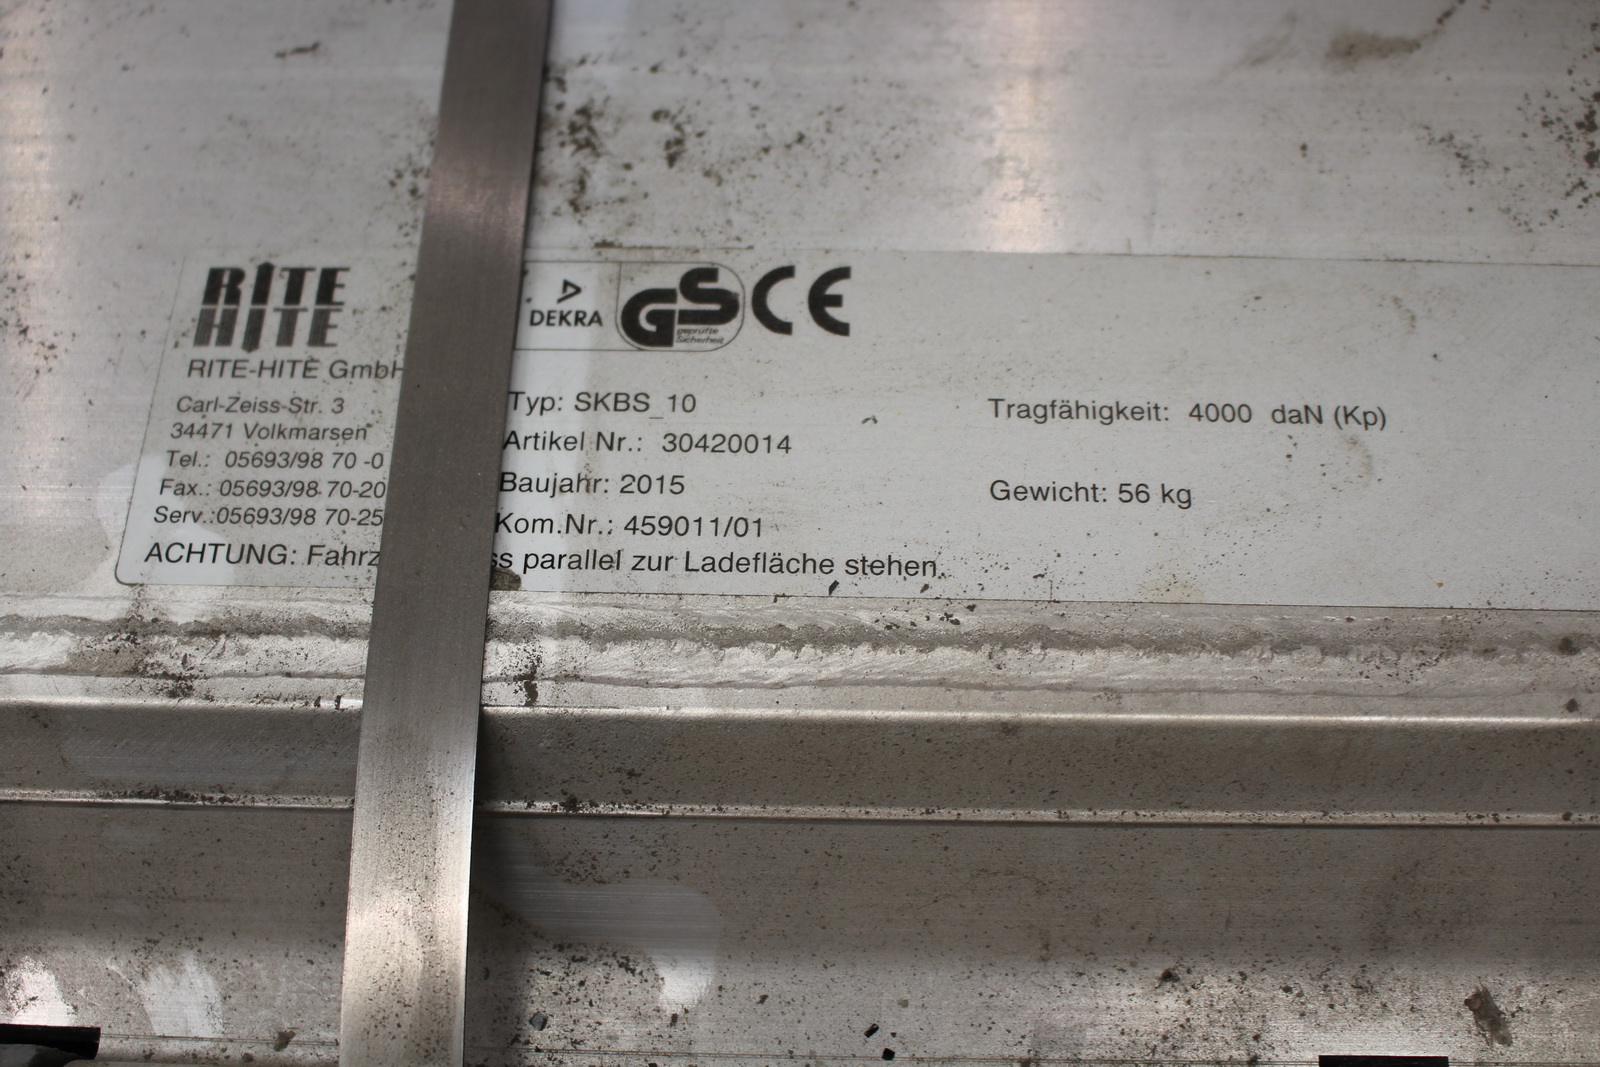 RITE
HITE
RITE-HITE GmbH
Carl-Zeiss-Str. 3
34471 Volkmarsen
Tel.: 05693/98 70 -0
Fax.: 05693/98 70-20
Serv.:05693/98 70-25
DEKRA
GS
geprüfte
Sicherheit
CE
Typ: SKBS_10
Artikel Nr.: 30420014
Baujahr: 2015
Kom.Nr.: 459011/01
Tragfähigkeit: 4000 daN (Kp)
Gewicht: 56 kg
ACHTUNG: parallel zur Ladefläche stehen.